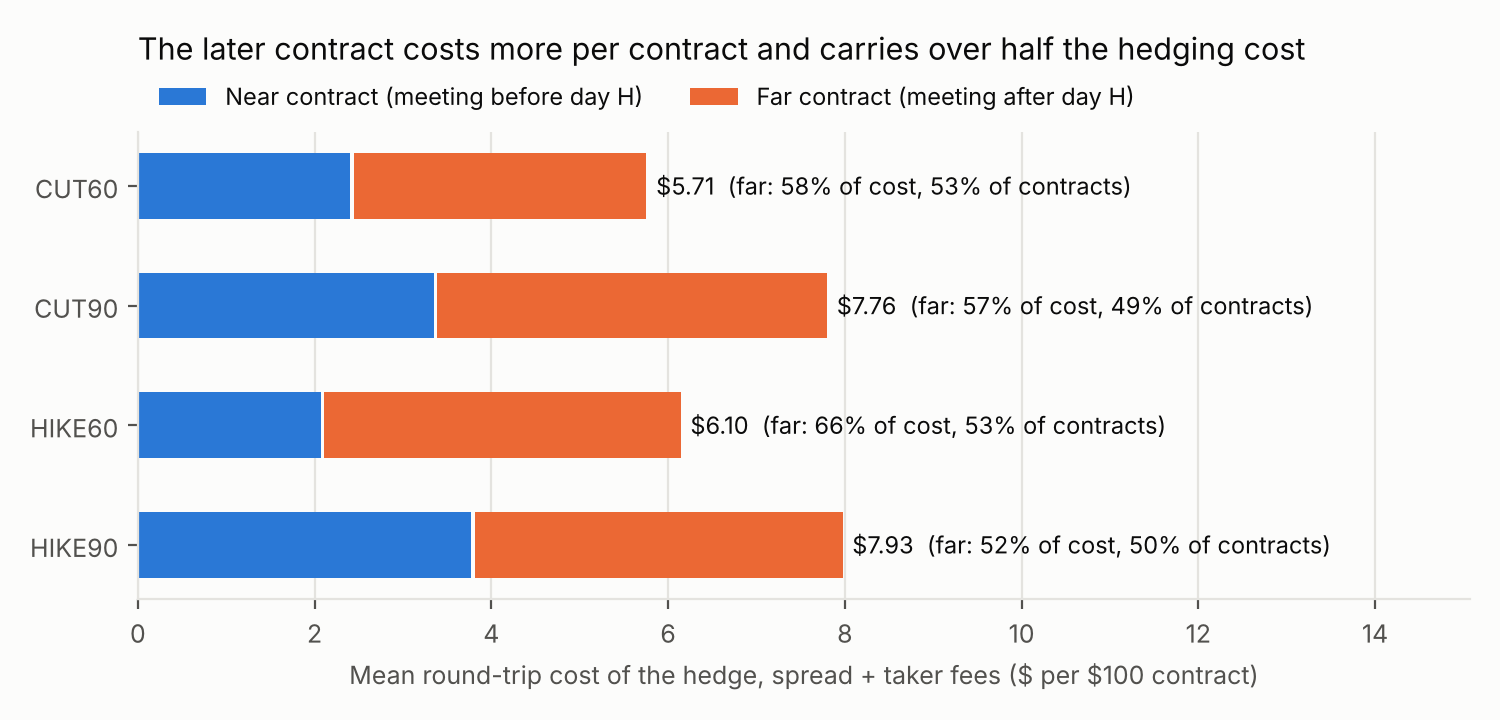 The later contract costs more per contract and carries over half the hedging cost
Near contract (meeting before day H)
Far contract (meeting after day H)
CUT60
$5.71 (far: 58% of cost, 53% of contracts)
CUT90
$7.76 (far: 57% of cost, 49% of contracts)
HIKE60
$6.10 (far: 66% of cost, 53% of contracts)
HIKE90
$7.93 (far: 52% of cost, 50% of contracts)
0 2 4 6 8 10 12 14
Mean round-trip cost of the hedge, spread + taker fees ($ per $100 contract)